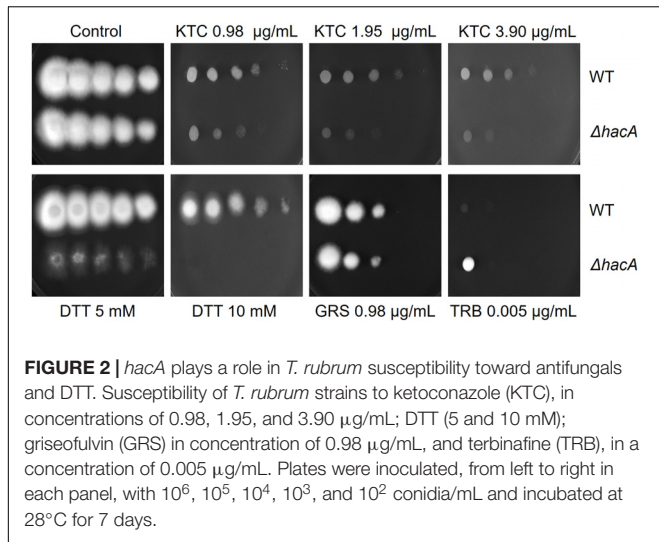 Control KTC 0.98 μg/mL KTC 1.95 μg/mL KTC 3.90 μg/mL
WT
ΔhacA
WT
ΔhacA
DTT 5 mM DTT 10 mM GRS 0.98 μg/mL TRB 0.005 μg/mL
FIGURE 2 | hacA plays a role in T. rubrum susceptibility toward antifungals
and DTT. Susceptibility of T. rubrum strains to ketoconazole (KTC), in
concentrations of 0.98, 1.95, and 3.90 μg/mL; DTT (5 and 10 mM);
griseofulvin (GRS) in concentration of 0.98 μg/mL, and terbinafine (TRB), in a
concentration of 0.005 μg/mL. Plates were inoculated, from left to right in
each panel, with 10⁶, 10⁵, 10⁴, 10³, and 10² conidia/mL and incubated at
28°C for 7 days.